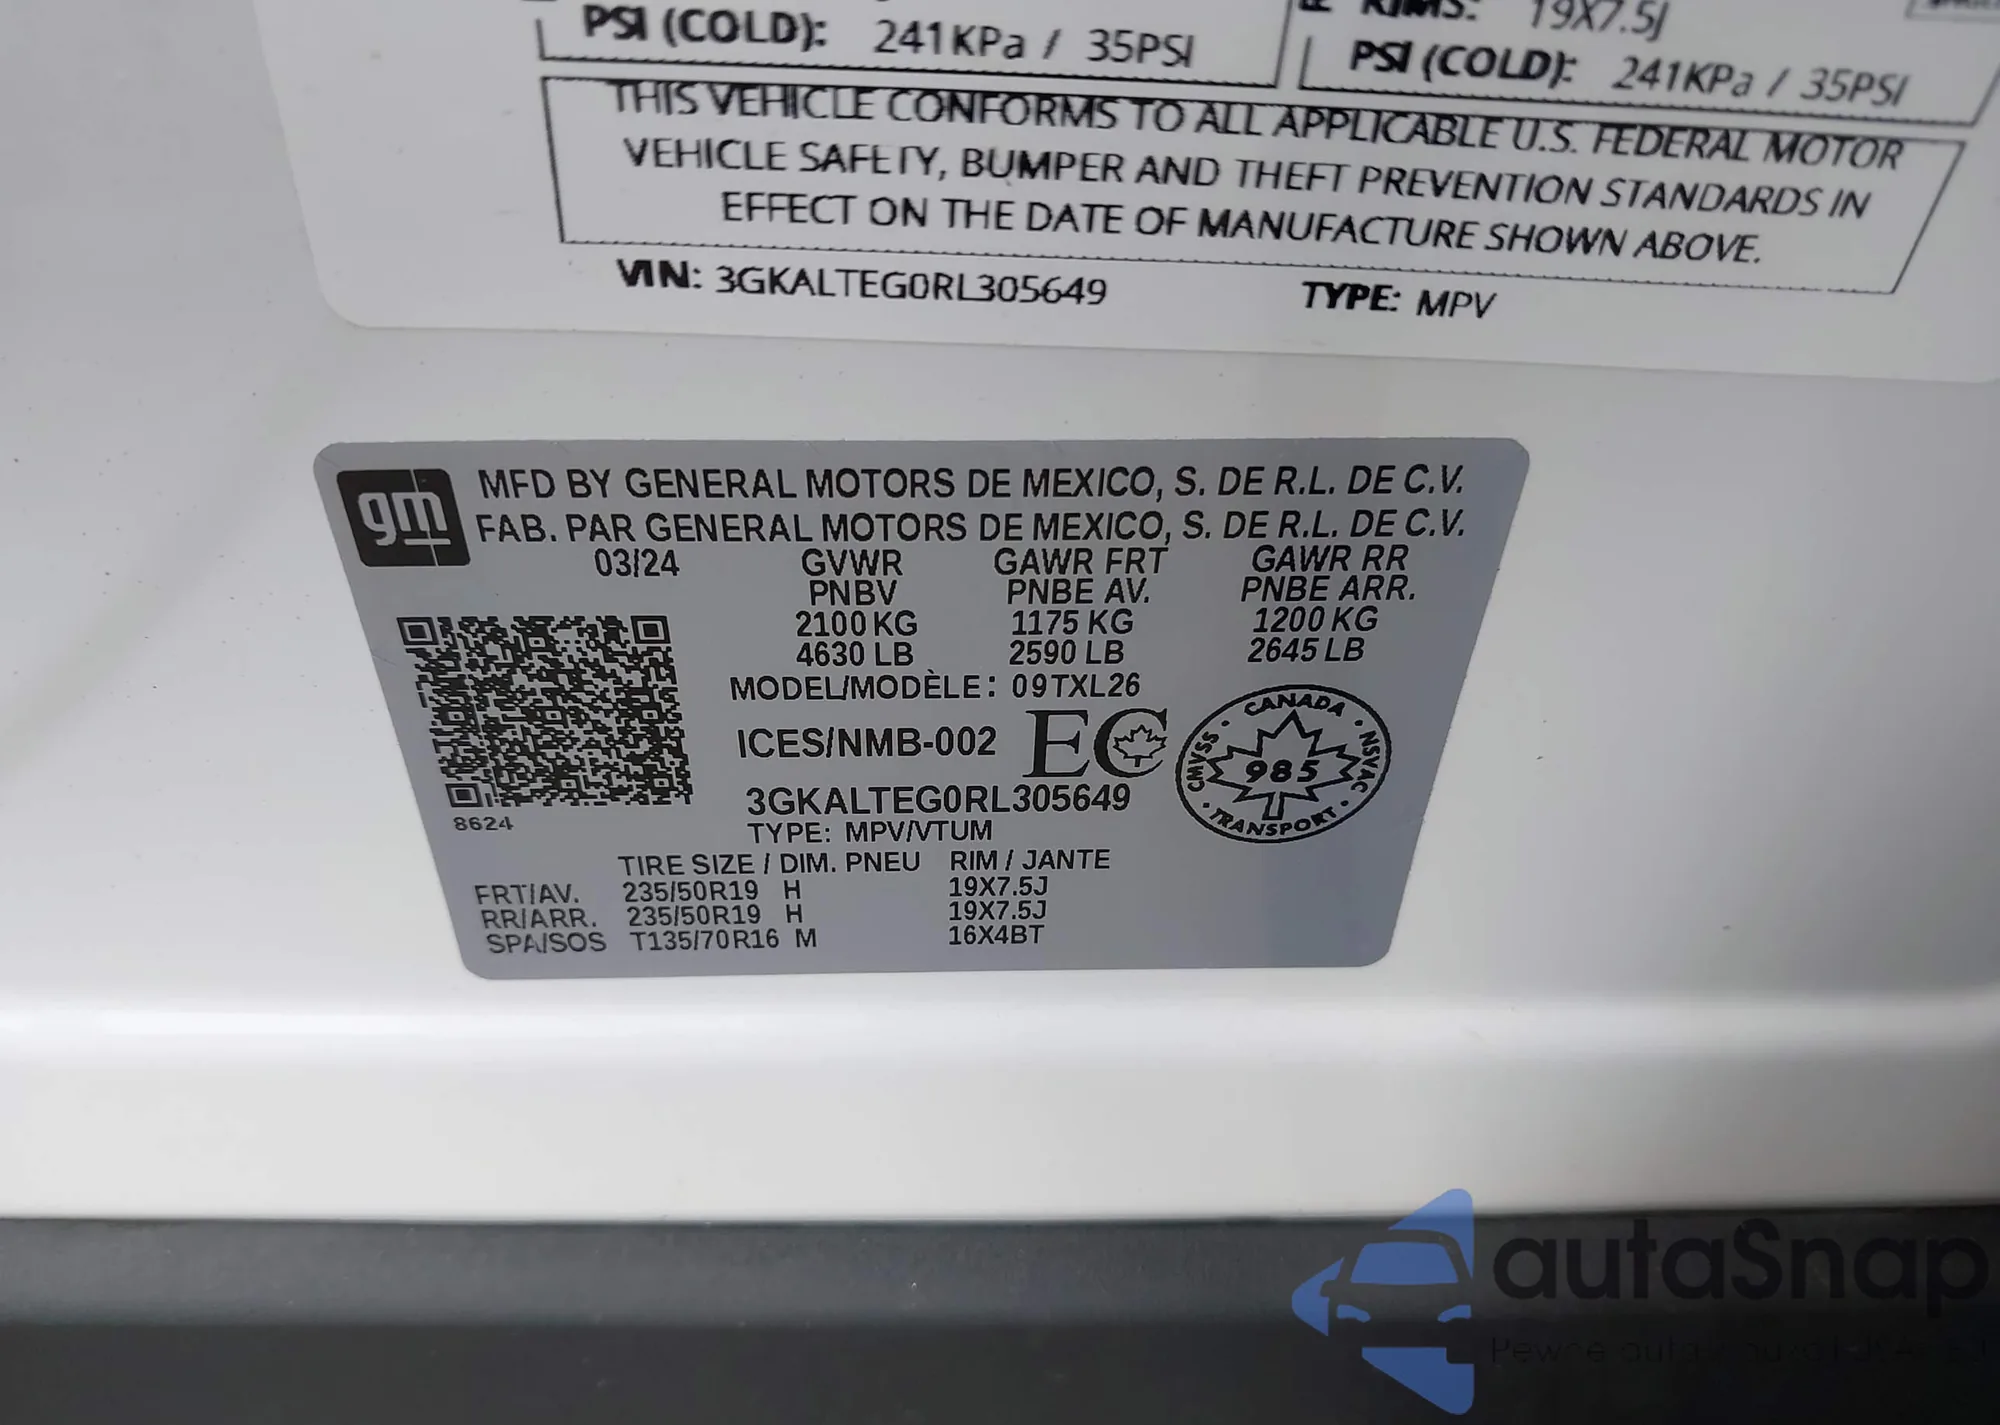 PSI (COLD): 241KPa / 35PSI
RIMS: 19X7.5J
PSI (COLD): 241KPa / 35PSI
THIS VEHICLE CONFORMS TO ALL APPLICABLE U.S. FEDERAL MOTOR
VEHICLE SAFETY, BUMPER AND THEFT PREVENTION STANDARDS IN
EFFECT ON THE DATE OF MANUFACTURE SHOWN ABOVE.
VIN: 3GKALTEG0RL305649 TYPE: MPV
gm
MFD BY GENERAL MOTORS DE MEXICO, S. DE R.L. DE C.V.
FAB. PAR GENERAL MOTORS DE MEXICO, S. DE R.L. DE C.V.
03/24 GVWR GAWR FRT GAWR RR
PNBV PNBE AV. PNBE ARR.
2100 KG 1175 KG 1200 KG
4630 LB 2590 LB 2645 LB
MODEL/MODÈLE: 09TXL26
ICES/NMB-002 EC
CANADA
CMVSS 985 NSVAC
TRANSPORT
3GKALTEG0RL305649
8624
TYPE: MPV/VTUM
TIRE SIZE / DIM. PNEU RIM / JANTE
FRT/AV. 235/50R19 H 19X7.5J
RR/ARR. 235/50R19 H 19X7.5J
SPA/SOS T135/70R16 M 16X4BT
autaSnap
Pewne auta